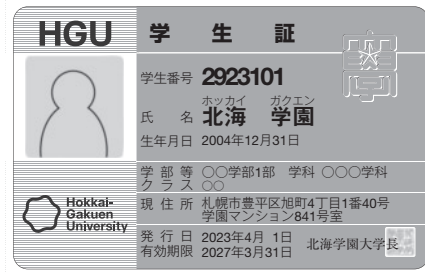 HGU 学生証
学生番号 2923101
ホッカイ ガクエン
氏名 北海 学園
生年月日 2004年12月31日
学部等 ○○学部1部 学科 ○○○学科
クラス ○○
Hokkai-
Gakuen
University
現住所 札幌市豊平区旭町4丁目1番40号
学園マンション841号室
発行日 2023年4月 1日
有効期限 2027年3月31日
北海学園大学長